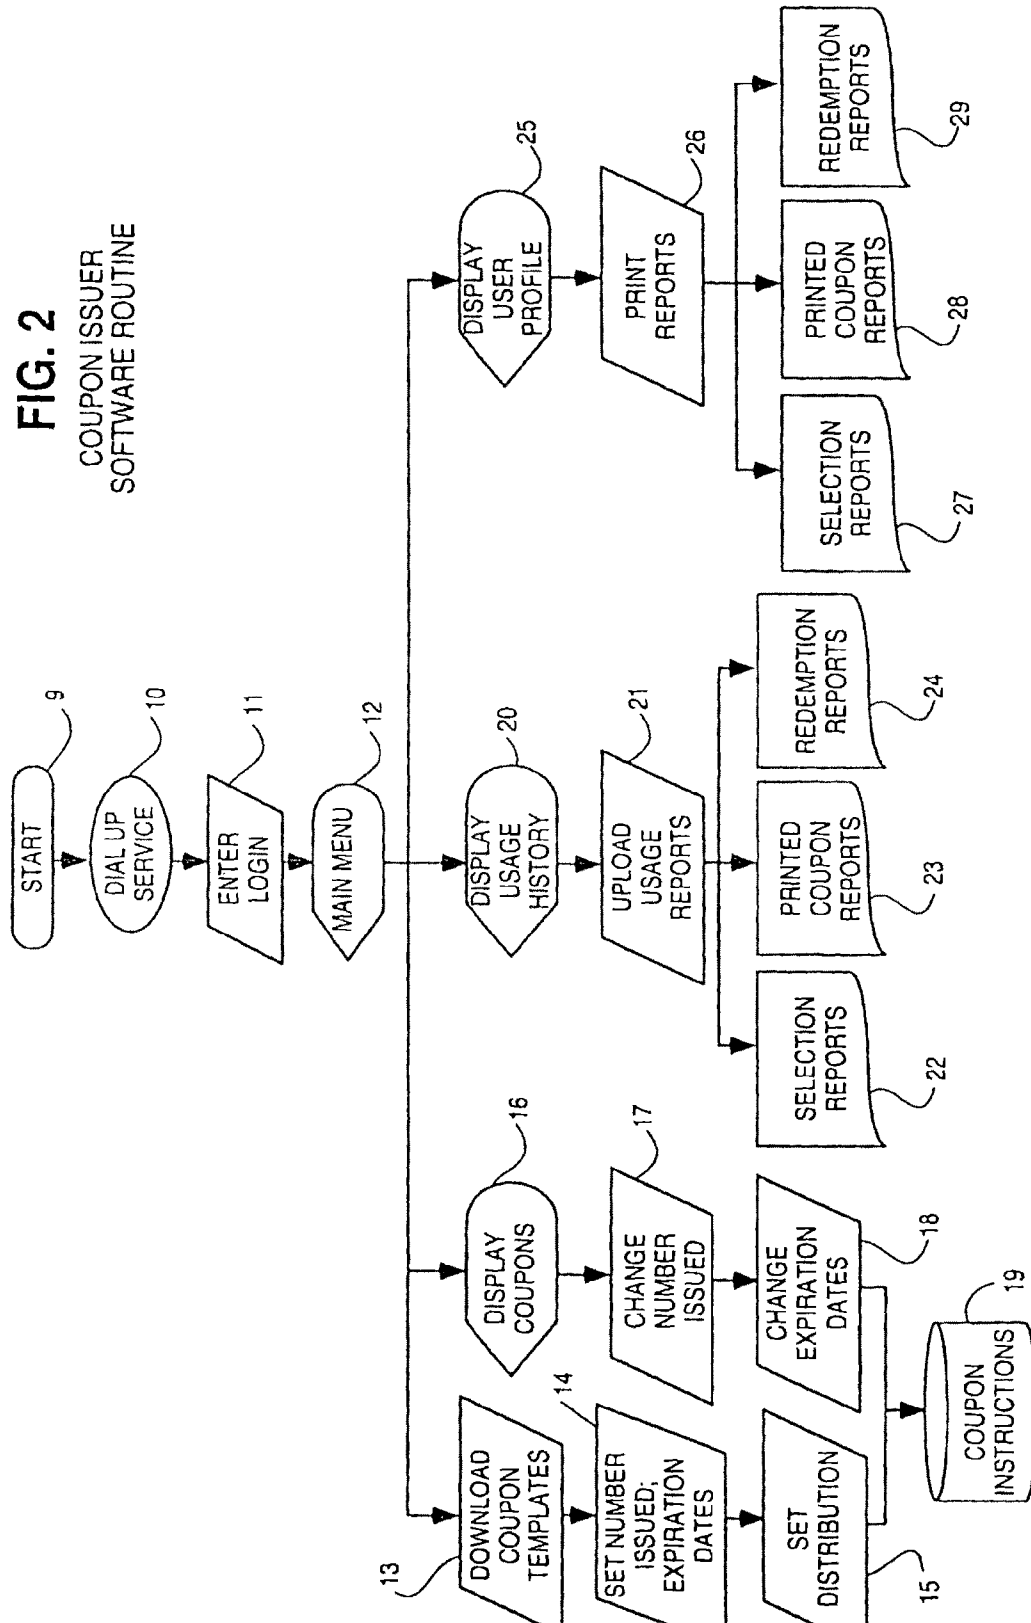 FIG. 2
COUPON ISSUER
SOFTWARE ROUTINE
START
9
DIAL UP
SERVICE
10
ENTER
LOGIN
11
MAIN MENU
12
13
DOWNLOAD
COUPON
TEMPLATES
14
SET NUMBER
ISSUED;
EXPIRATION
DATES
SET
DISTRIBUTION
15
DISPLAY
COUPONS
16
CHANGE
NUMBER
ISSUED
17
CHANGE
EXPIRATION
DATES
18
COUPON
INSTRUCTIONS
19
DISPLAY
USAGE
HISTORY
20
UPLOAD
USAGE
REPORTS
21
SELECTION
REPORTS
22
PRINTED
COUPON
REPORTS
23
REDEMPTION
REPORTS
24
DISPLAY
USER
PROFILE
25
PRINT
REPORTS
26
SELECTION
REPORTS
27
PRINTED
COUPON
REPORTS
28
REDEMPTION
REPORTS
29